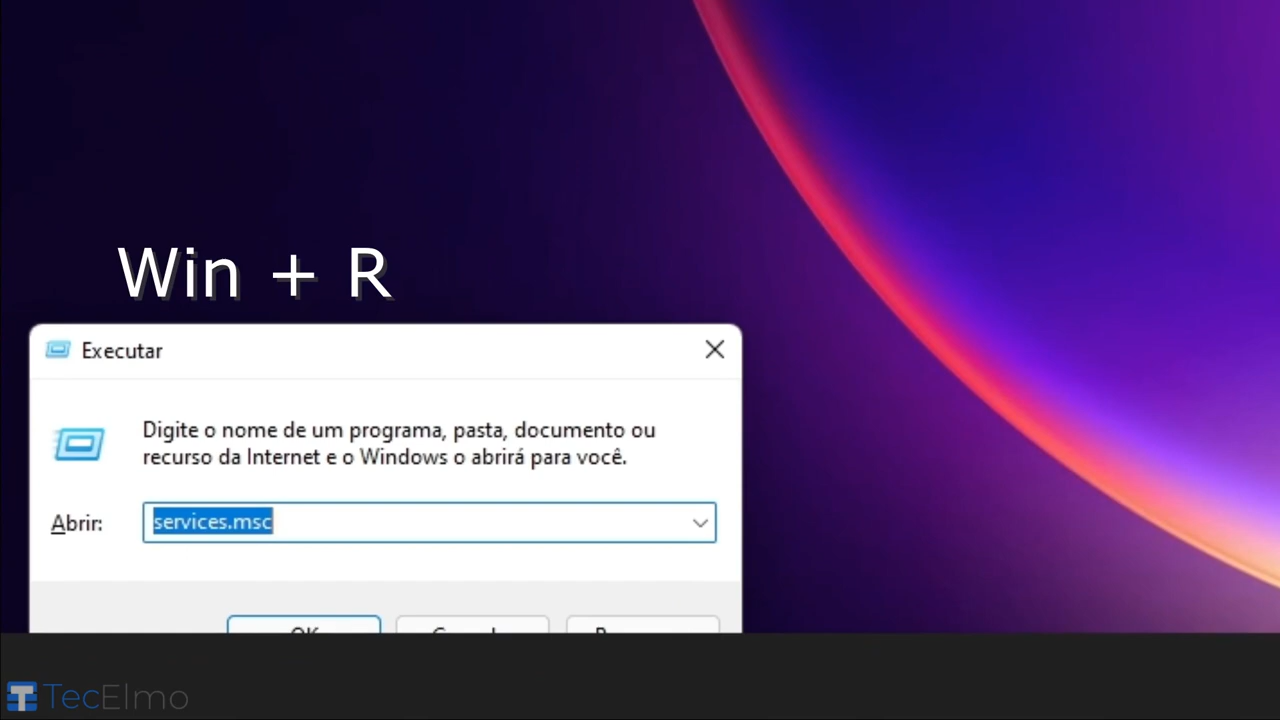 Win + R
Executar
Digite o nome de um programa, pasta, documento ou
recurso da Internet e o Windows o abrirá para você.
Abrir:
services.msc
OK
TecElmo